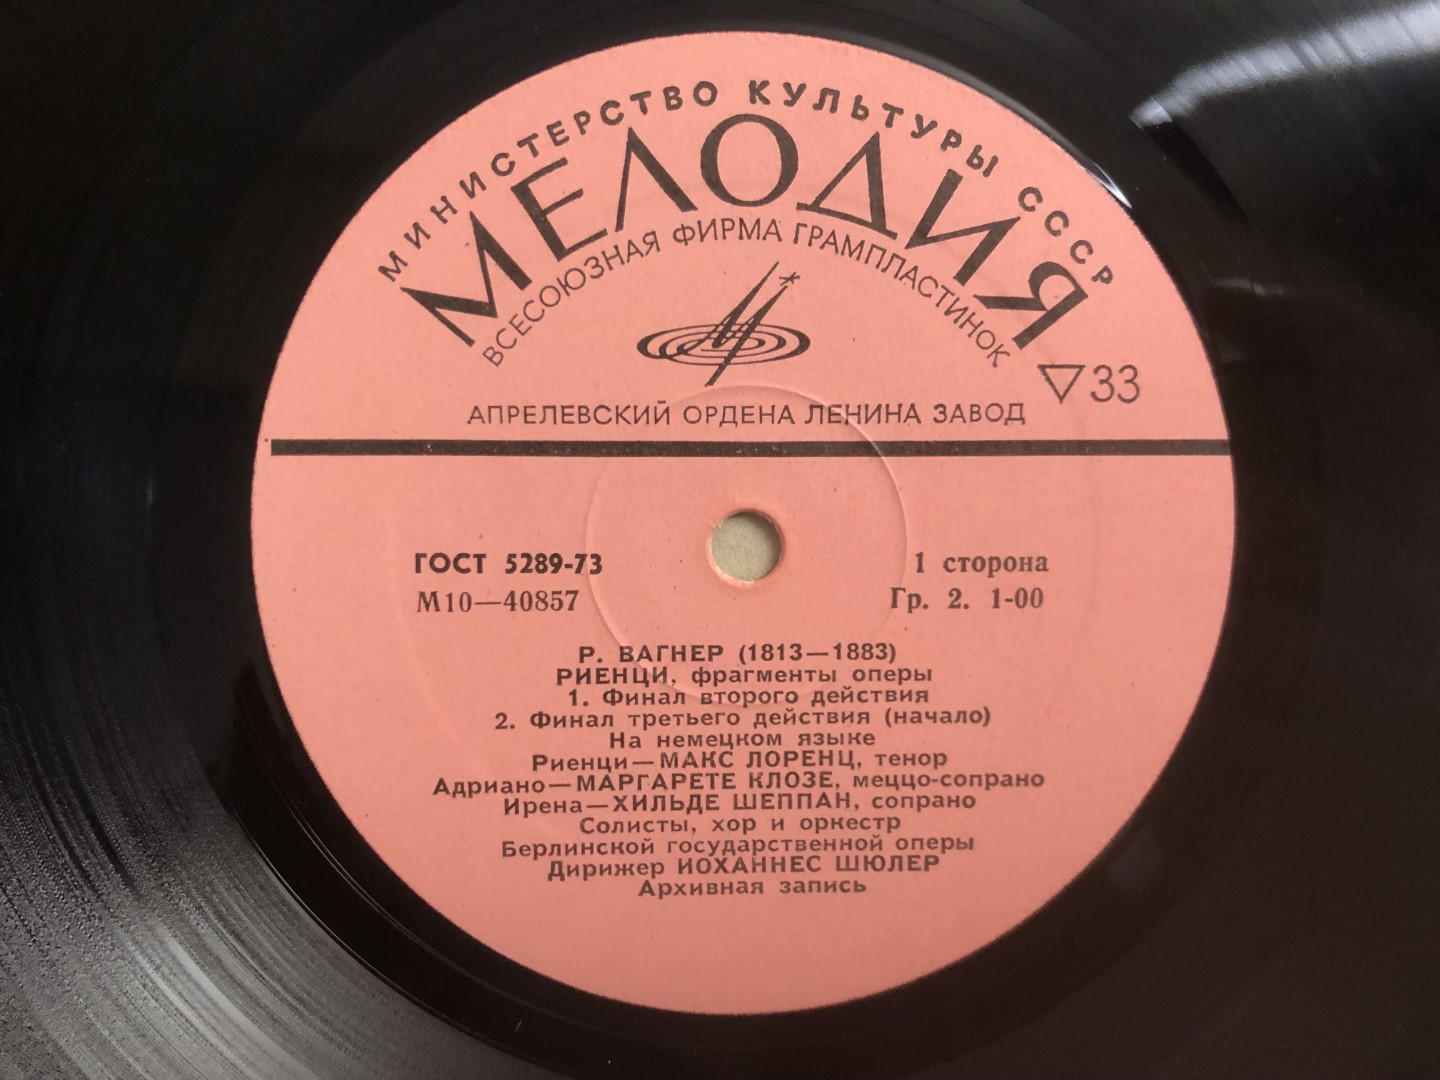 МИНИСТЕРСТВО КУЛЬТУРЫ СССР
МЕЛОДИЯ
ВСЕСОЮЗНАЯ ФИРМА ГРАМПЛАСТИНОК
33
АПРЕЛЕВСКИЙ ОРДЕНА ЛЕНИНА ЗАВОД
ГОСТ 5289-73
1 сторона
М10—40857
Гр. 2. 1-00
Р. ВАГНЕР (1813—1883)
РИЕНЦИ, фрагменты оперы
1. Финал второго действия
2. Финал третьего действия (начало)
На немецком языке
Риенци—МАКС ЛОРЕНЦ, тенор
Адриано—МАРГАРЕТЕ КЛОЗЕ, меццо-сопрано
Ирена—ХИЛЬДЕ ШЕППАН, сопрано
Солисты, хор и оркестр
Берлинской государственной оперы
Дирижер ИОХАННЕС ШЮЛЕР
Архивная запись